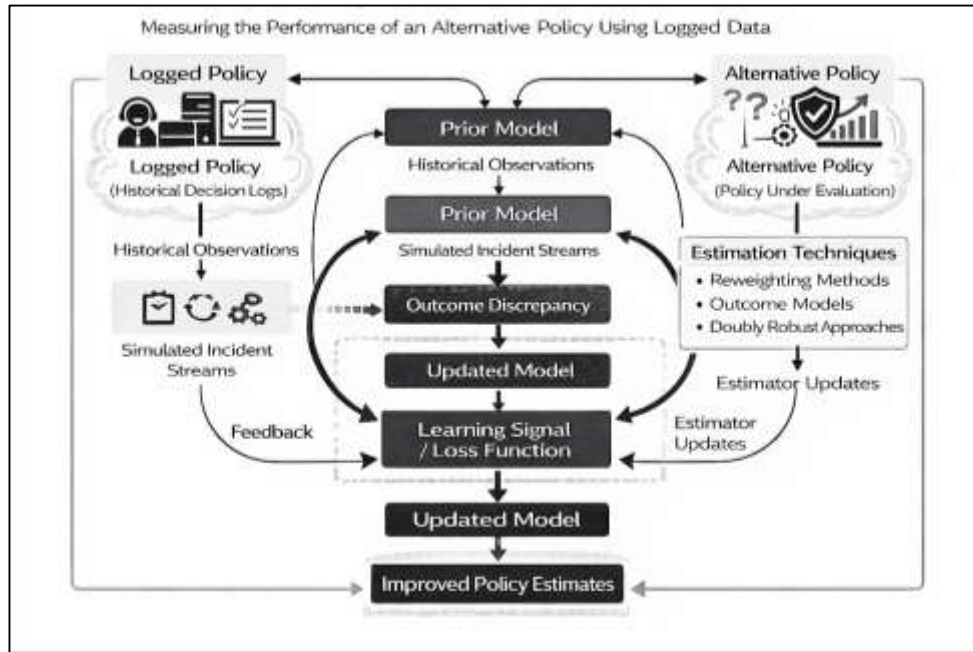 Measuring the Performance of an Alternative Policy Using Logged Data
Logged Policy
Logged Policy
(Historical Decision Logs)
Historical Observations
Simulated Incident
Streams
Feedback
Prior Model
Historical Observations
Prior Model
Simulated Incident Streams
Outcome Discrepancy
Updated Model
Learning Signal
/ Loss Function
Updated Model
Improved Policy Estimates
Alternative Policy
??
Alternative Policy
(Policy Under Evaluation)
Estimation Techniques
• Reweighting Methods
• Outcome Models
• Doubly Robust Approaches
Estimator Updates
Estimator
Updates